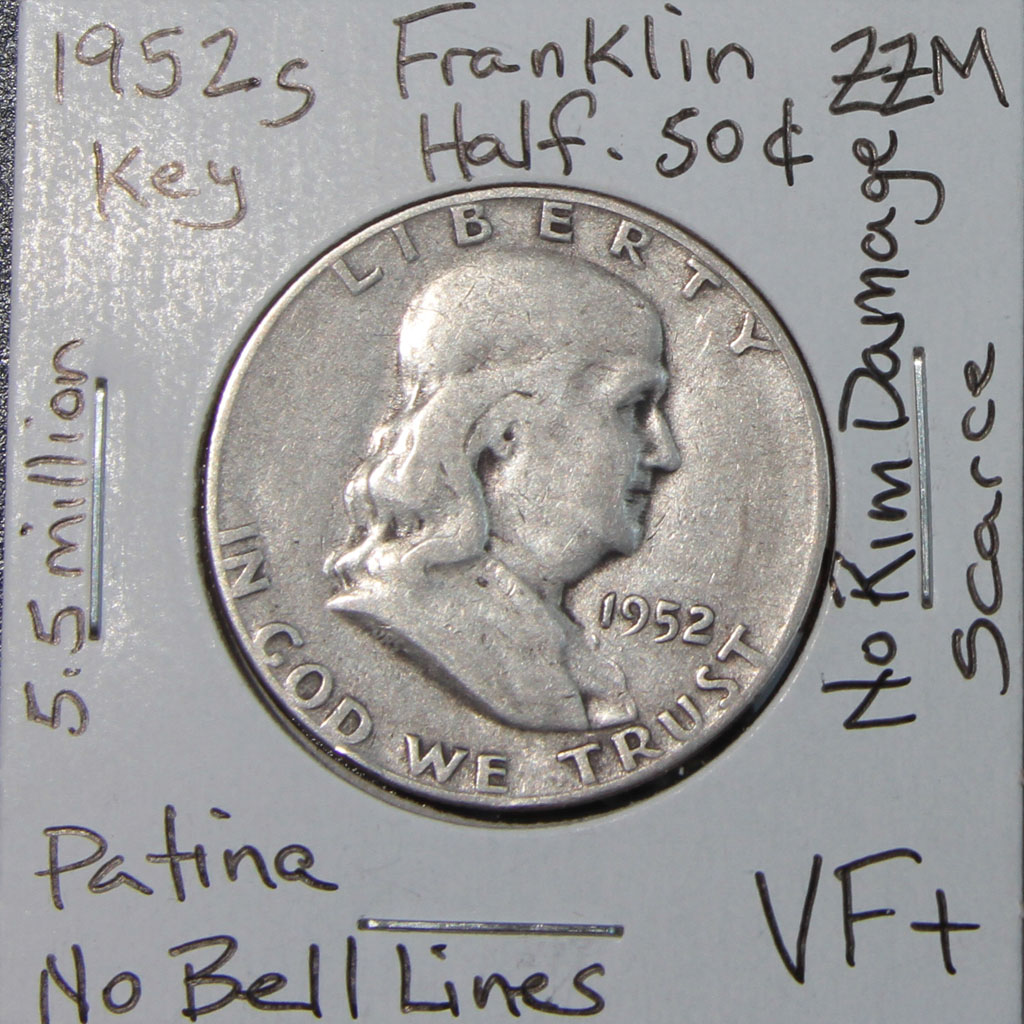 1952s
Key
Franklin
Half. 50¢
ZZM
No Rim Damage
Scarce
5.5 million
LIBERTY
IN GOD WE TRUST
1952
Patina
No Bell Lines
VF+